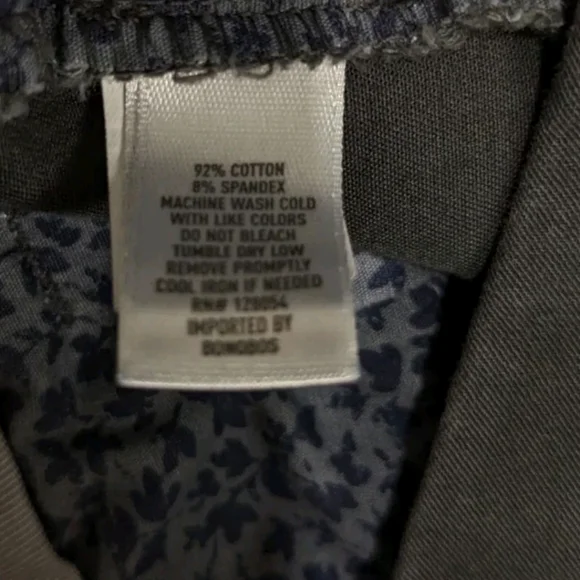 92% COTTON
8% SPANDEX
MACHINE WASH COLD
WITH LIKE COLORS
DO NOT BLEACH
TUMBLE DRY LOW
REMOVE PROMPTLY
COOL IRON IF NEEDED
RN# 128054
IMPORTED BY
BONOBOS